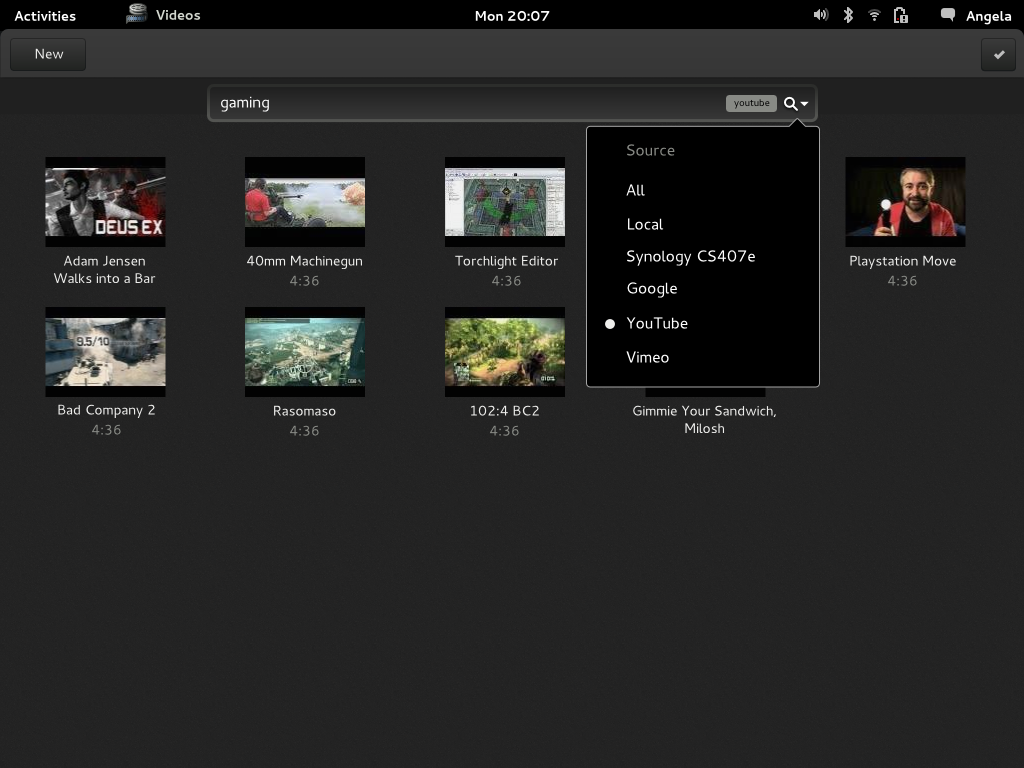 Activities
Videos
Mon 20:07
Angela
New
gaming
youtube
Source
All
Local
Synology CS407e
Google
YouTube
Vimeo
DEUS EX
Adam Jensen
Walks into a Bar
40mm Machinegun
4:36
Torchlight Editor
4:36
Playstation Move
4:36
9.5/10
Bad Company 2
4:36
Rasomaso
4:36
102:4 BC2
4:36
Gimmie Your Sandwich,
Milosh